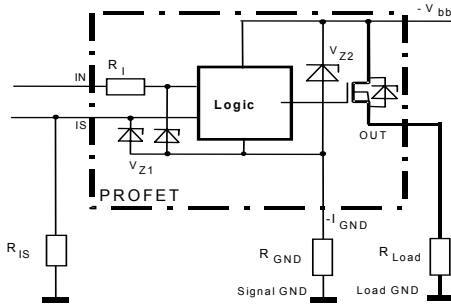 - V bb
V Z2
R I
IN
Logic
IS
OUT
V Z1
PROFET
-I GND
R IS
R GND
R Load
Signal GND
Load GND